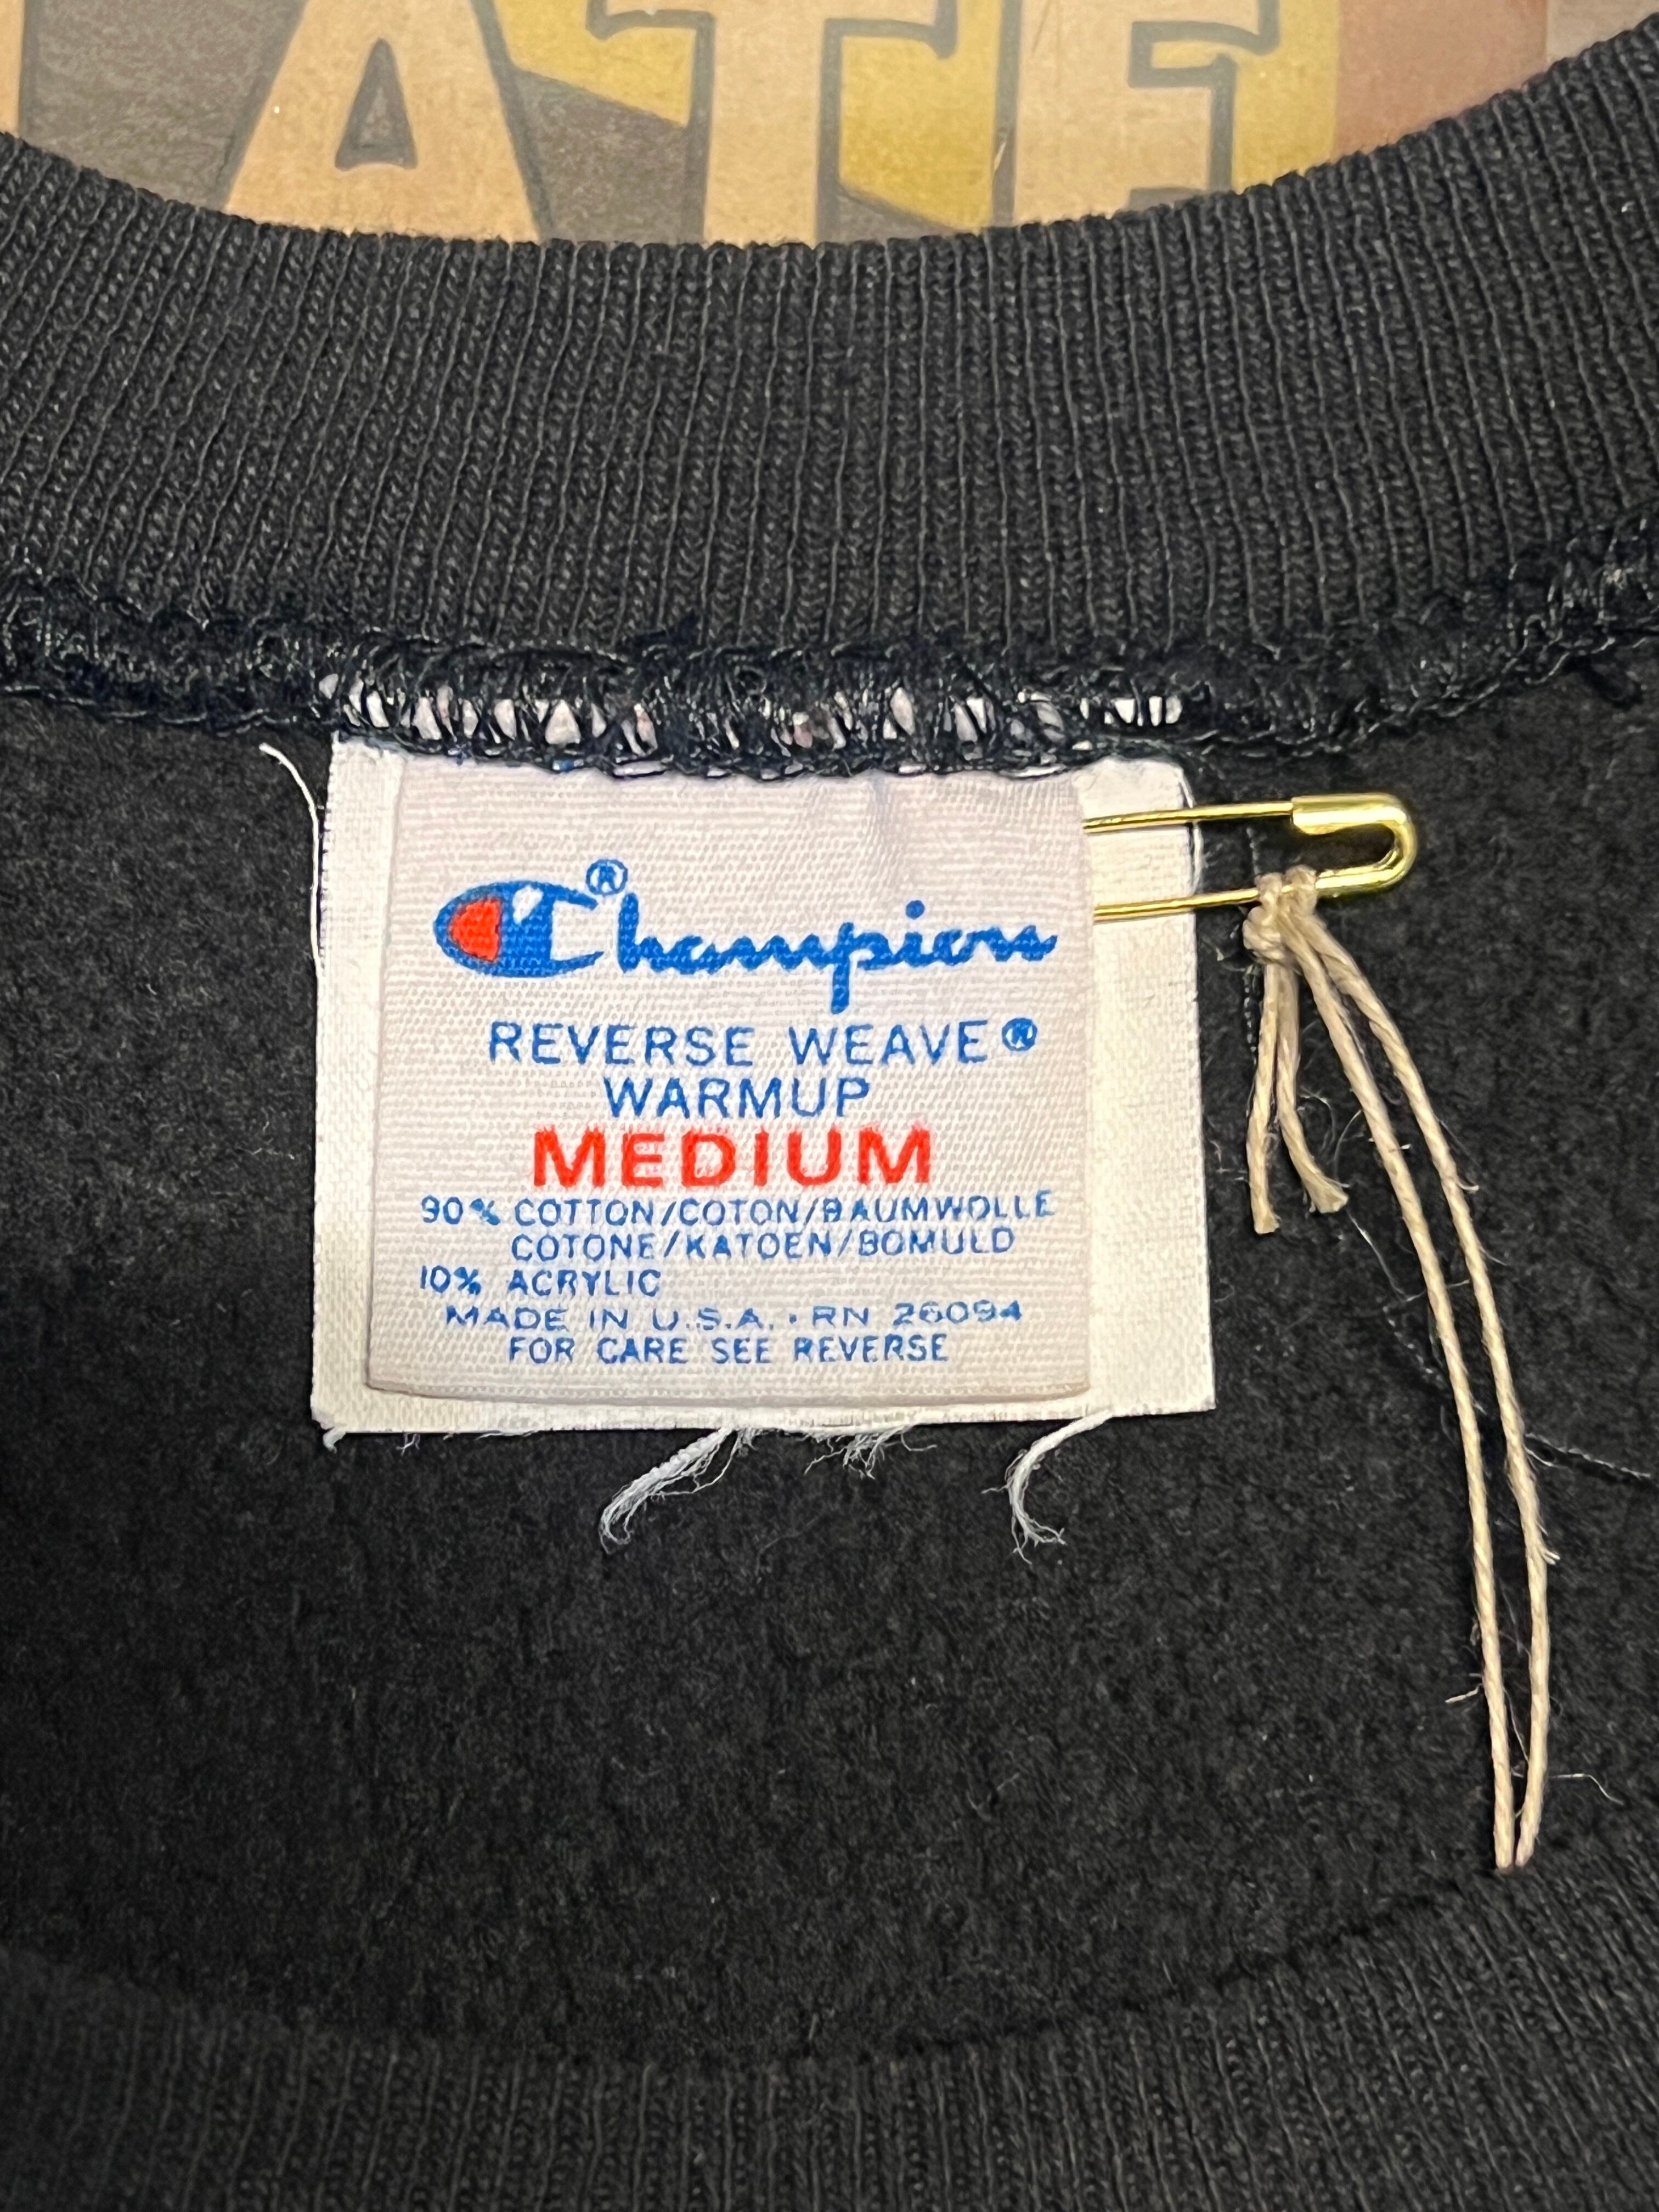 ATE
Champion®
REVERSE WEAVE®
WARMUP
MEDIUM
90% COTTON/COTON/BAUMWOLLE
COTONE/KATOEN/BOMULD
10% ACRYLIC
MADE IN U.S.A. • RN 26094
FOR CARE SEE REVERSE